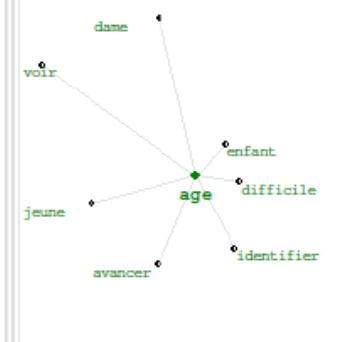 dame
voir
enfant
difficile
age
jeune
identifier
avancer